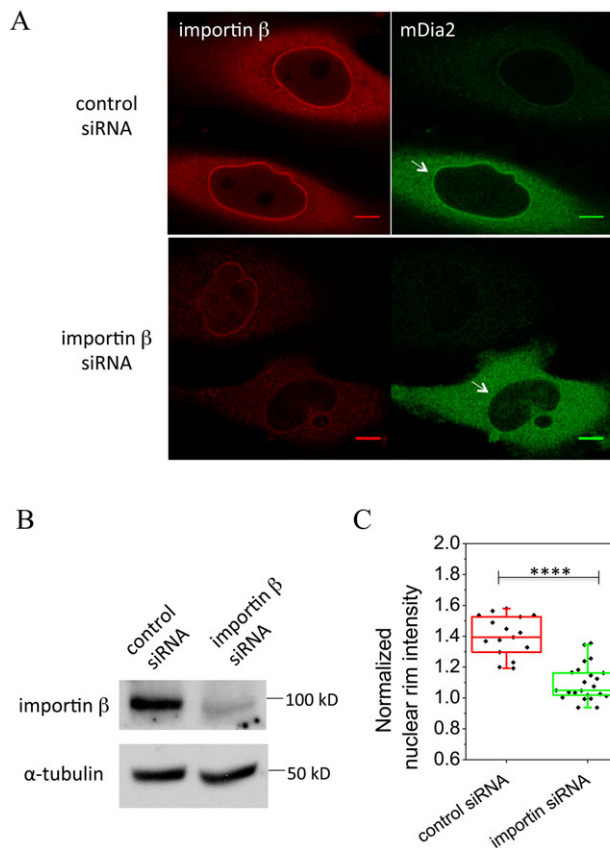 A
importin β
mDia2
control
siRNA
importin β
siRNA
B
control
siRNA
importin β
siRNA
importin β
100 kD
α-tubulin
50 kD
C
****
2.0
1.8
1.6
1.4
1.2
1.0
0.8
0.6
Normalized
nuclear rim intensity
control siRNA
importin siRNA